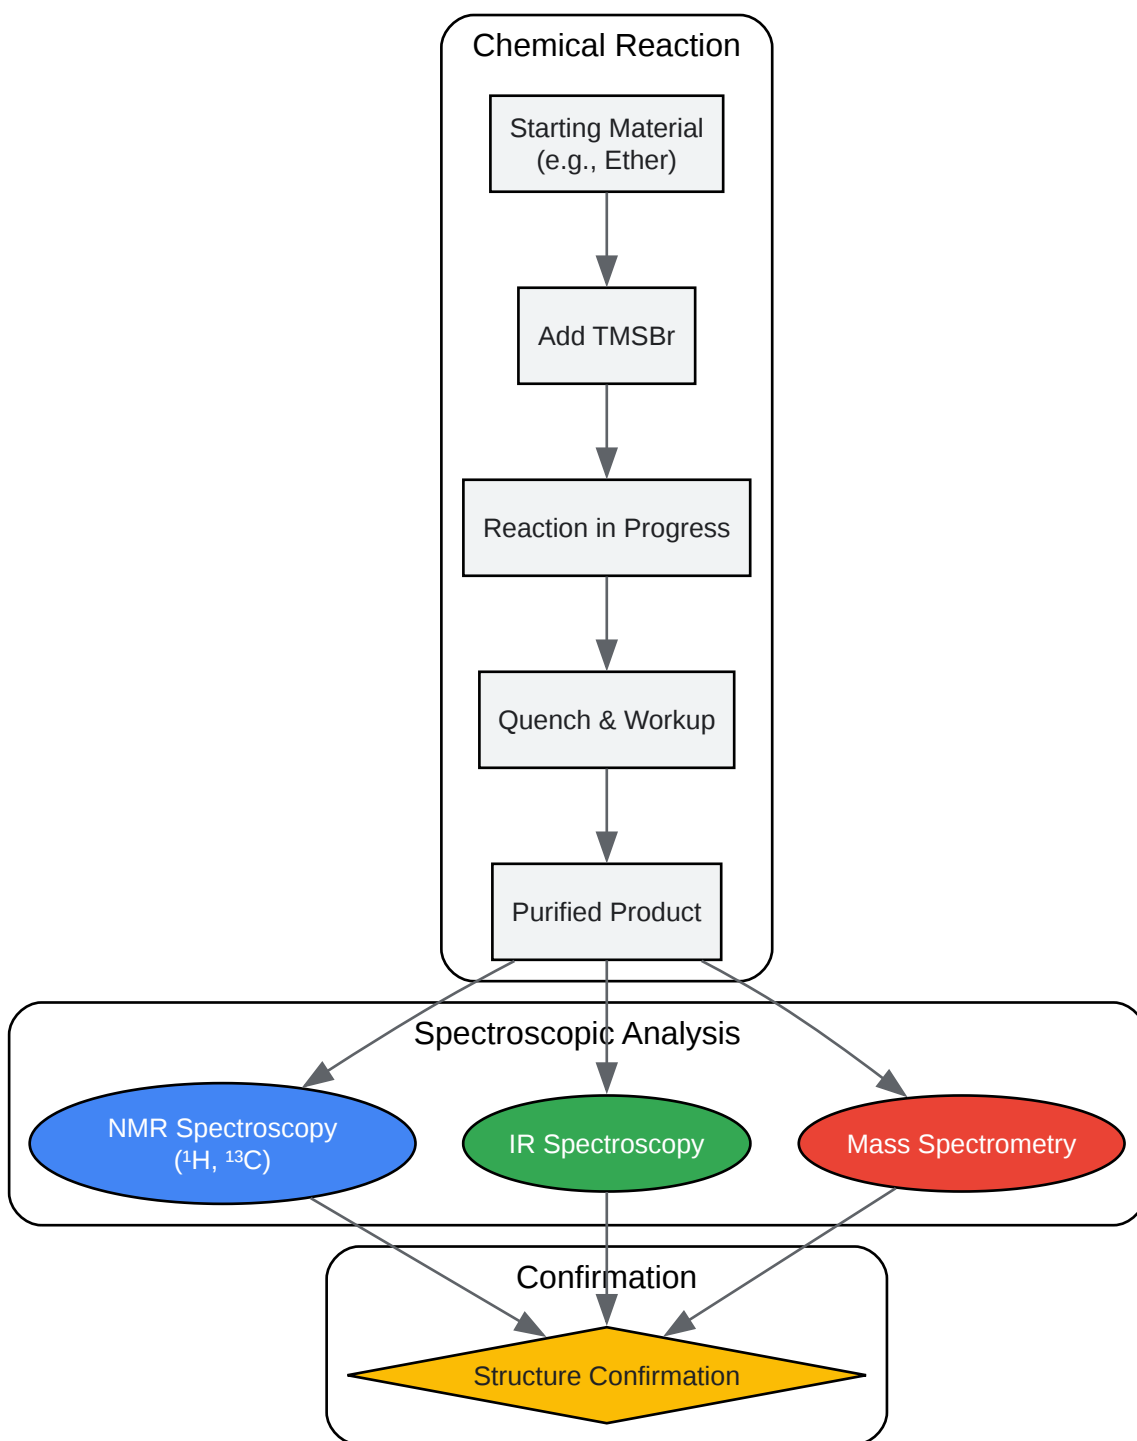 Chemical Reaction
Starting Material
(e.g., Ether)
Add TMSBr
Reaction in Progress
Quench & Workup
Purified Product
Spectroscopic Analysis
NMR Spectroscopy
(¹H, ¹³C)
IR Spectroscopy
Mass Spectrometry
Confirmation
Structure Confirmation